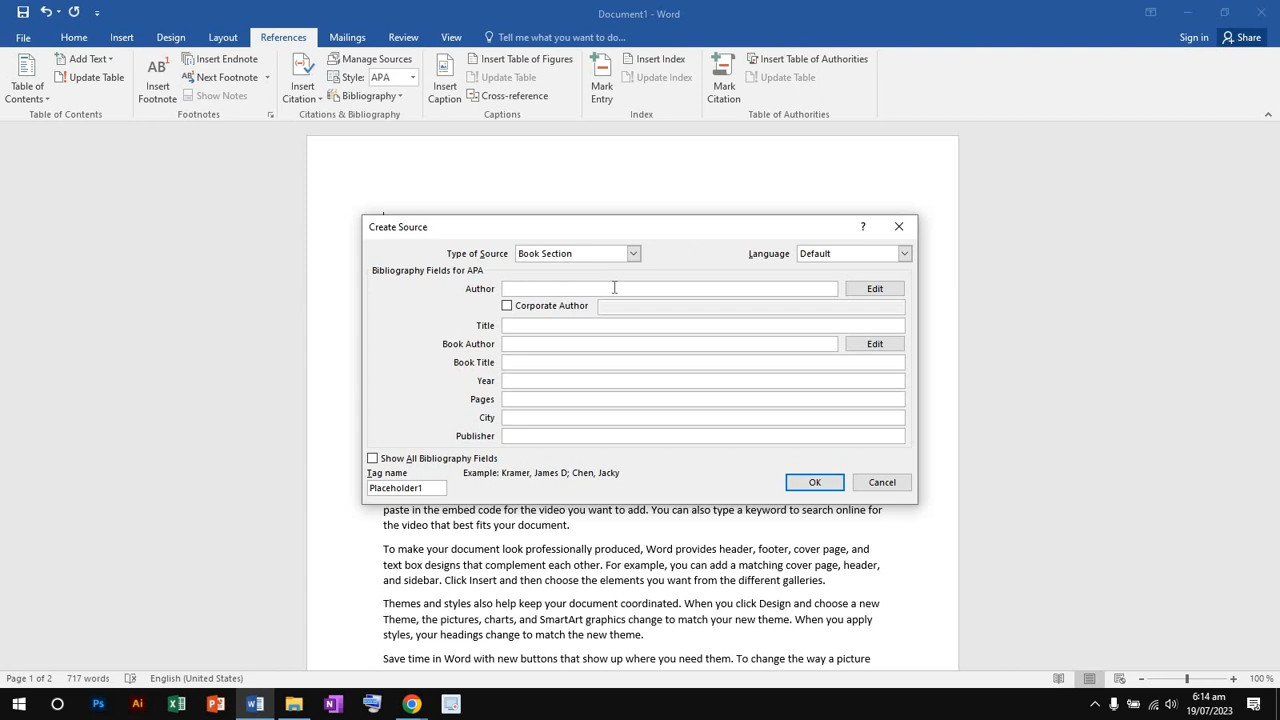 Document1 - Word
File Home Insert Design Layout References Mailings Review View Tell me what you want to do... Sign in Share
Table of Contents
Add Text
Update Table
Table of Contents
AB1
Insert Footnote
Insert Endnote
Next Footnote
Show Notes
Footnotes
Insert Citation
Manage Sources
Style: APA
Bibliography
Citations & Bibliography
Insert Caption
Insert Table of Figures
Update Table
Cross-reference
Captions
Mark Entry
Insert Index
Update Index
Index
Mark Citation
Insert Table of Authorities
Update Table
Table of Authorities
Create Source ?
Type of Source Book Section Language Default
Bibliography Fields for APA
Author Edit
Corporate Author
Title
Book Author Edit
Book Title
Year
Pages
City
Publisher
Show All Bibliography Fields
Tag name Example: Kramer, James D; Chen, Jacky
Placeholder1 OK Cancel
paste in the embed code for the video you want to add. You can also type a keyword to search online for
the video that best fits your document.
To make your document look professionally produced, Word provides header, footer, cover page, and
text box designs that complement each other. For example, you can add a matching cover page, header,
and sidebar. Click Insert and then choose the elements you want from the different galleries.
Themes and styles also help keep your document coordinated. When you click Design and choose a new
Theme, the pictures, charts, and SmartArt graphics change to match your new theme. When you apply
styles, your headings change to match the new theme.
Save time in Word with new buttons that show up where you need them. To change the way a picture
Page 1 of 2 717 words English (United States) 100 %
Ps Ai
6:14 am
19/07/2023